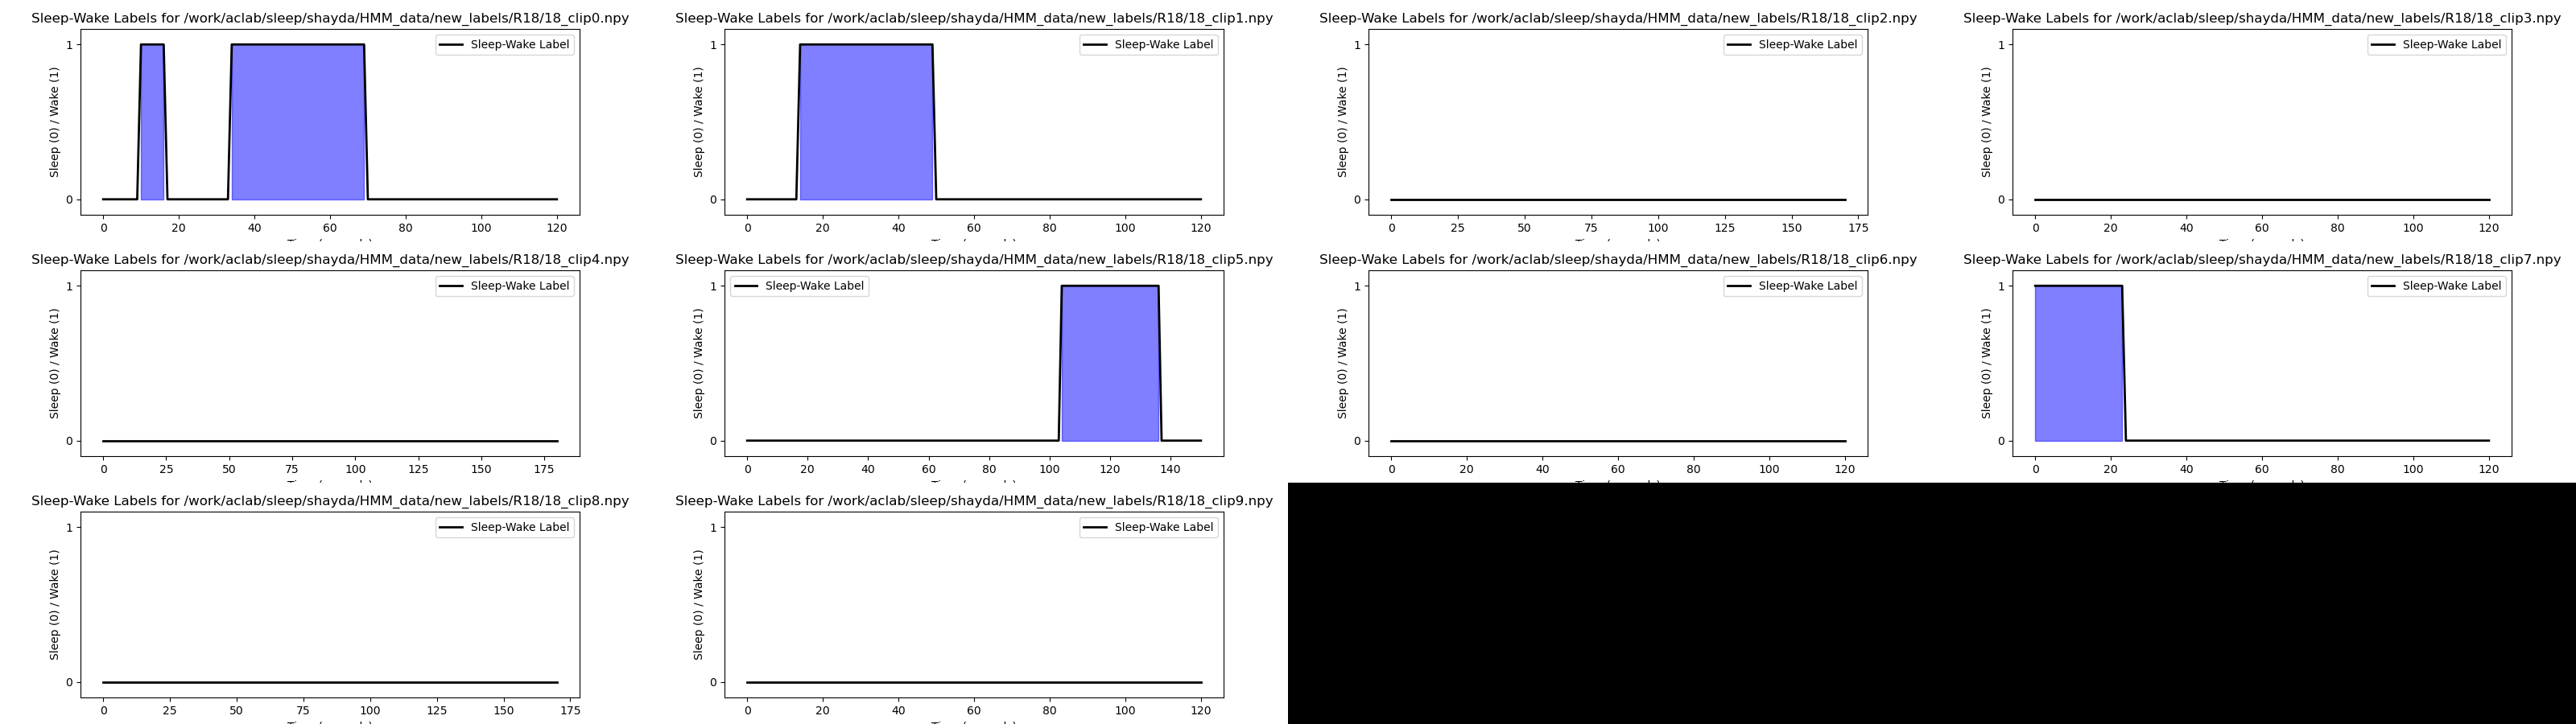 Sleep-Wake Labels for /work/aclab/sleep/shayda/HMM_data/new_labels/R18/18_clip0.npy
Sleep-Wake Label
Sleep (0) / Wake (1)
1
0
0 20 40 60 80 100 120
Sleep-Wake Labels for /work/aclab/sleep/shayda/HMM_data/new_labels/R18/18_clip1.npy
Sleep-Wake Label
Sleep (0) / Wake (1)
1
0
0 20 40 60 80 100 120
Sleep-Wake Labels for /work/aclab/sleep/shayda/HMM_data/new_labels/R18/18_clip2.npy
Sleep-Wake Label
Sleep (0) / Wake (1)
1
0
0 25 50 75 100 125 150 175
Sleep-Wake Labels for /work/aclab/sleep/shayda/HMM_data/new_labels/R18/18_clip3.npy
Sleep-Wake Label
Sleep (0) / Wake (1)
1
0
0 20 40 60 80 100 120
Sleep-Wake Labels for /work/aclab/sleep/shayda/HMM_data/new_labels/R18/18_clip4.npy
Sleep-Wake Label
Sleep (0) / Wake (1)
1
0
0 25 50 75 100 125 150 175
Sleep-Wake Labels for /work/aclab/sleep/shayda/HMM_data/new_labels/R18/18_clip5.npy
Sleep-Wake Label
Sleep (0) / Wake (1)
1
0
0 20 40 60 80 100 120 140
Sleep-Wake Labels for /work/aclab/sleep/shayda/HMM_data/new_labels/R18/18_clip6.npy
Sleep-Wake Label
Sleep (0) / Wake (1)
1
0
0 20 40 60 80 100 120
Sleep-Wake Labels for /work/aclab/sleep/shayda/HMM_data/new_labels/R18/18_clip7.npy
Sleep-Wake Label
Sleep (0) / Wake (1)
1
0
0 20 40 60 80 100 120
Sleep-Wake Labels for /work/aclab/sleep/shayda/HMM_data/new_labels/R18/18_clip8.npy
Sleep-Wake Label
Sleep (0) / Wake (1)
1
0
0 25 50 75 100 125 150 175
Sleep-Wake Labels for /work/aclab/sleep/shayda/HMM_data/new_labels/R18/18_clip9.npy
Sleep-Wake Label
Sleep (0) / Wake (1)
1
0
0 20 40 60 80 100 120